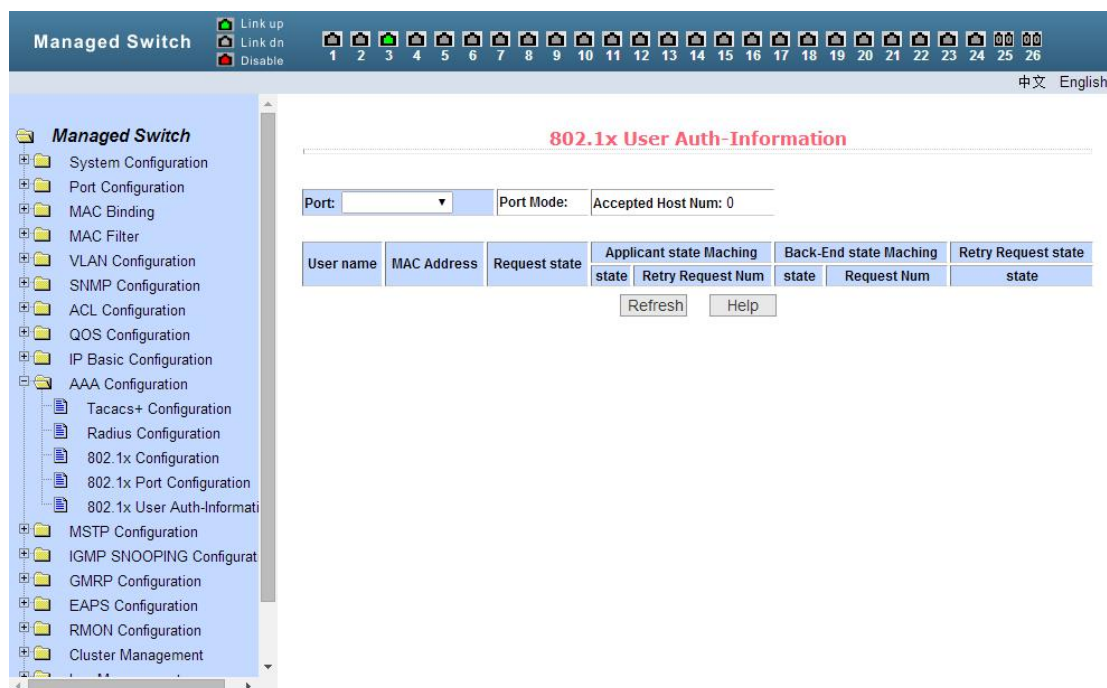 Managed Switch
Link up
Link dn
Disable
1 2 3 4 5 6 7 8 9 10 11 12 13 14 15 16 17 18 19 20 21 22 23 24 25 26
中文 English
Managed Switch
System Configuration
Port Configuration
MAC Binding
MAC Filter
VLAN Configuration
SNMP Configuration
ACL Configuration
QOS Configuration
IP Basic Configuration
AAA Configuration
Tacacs+ Configuration
Radius Configuration
802.1x Configuration
802.1x Port Configuration
802.1x User Auth-Informati
MSTP Configuration
IGMP SNOOPING Configurat
GMRP Configuration
EAPS Configuration
RMON Configuration
Cluster Management
802.1x User Auth-Information
Port: Port Mode: Accepted Host Num: 0
User name MAC Address Request state Applicant state Maching Back-End state Maching Retry Request state
state Retry Request Num state Request Num state
Refresh Help